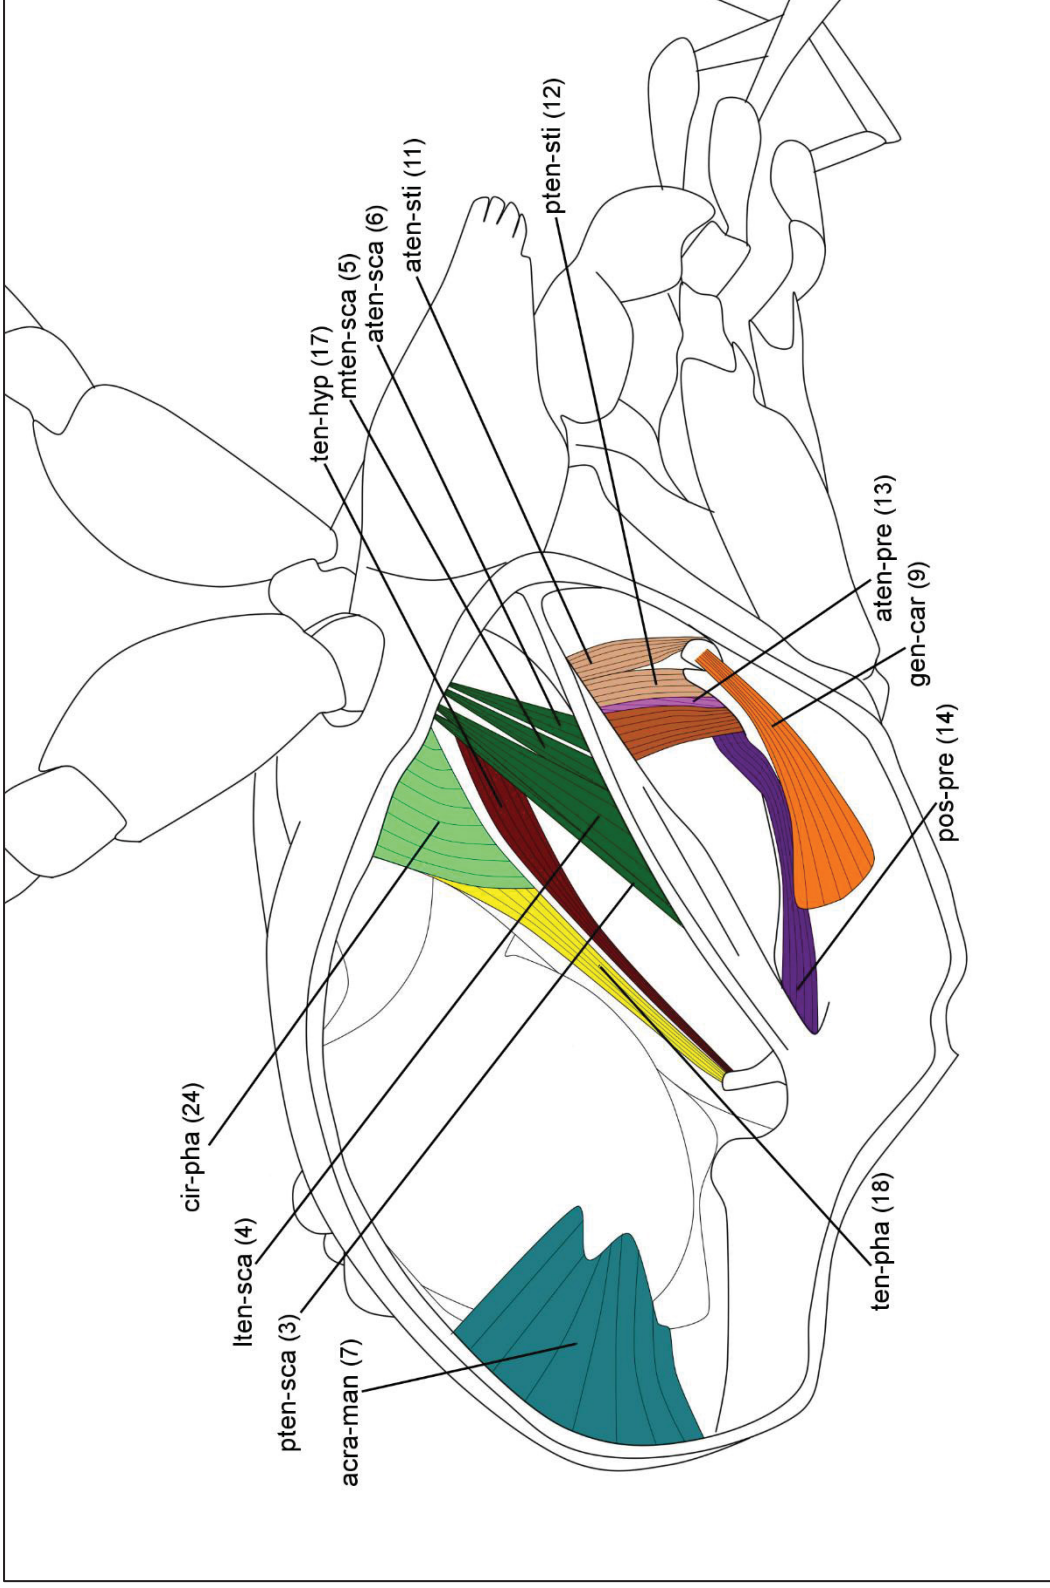 cir-pha (24)
lten-sca (4)
pten-sca (3)
acra-man (7)
ten-hyp (17)
mten-sca (5)
aten-sca (6)
aten-sti (11)
pten-sti (12)
ten-pha (18)
aten-pre (13)
gen-car (9)
pos-pre (14)